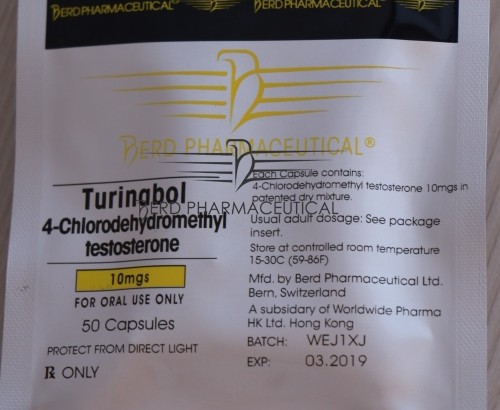 BERD PHARMACEUTICAL® BERD PHARMACEUTICAL®
BERD PHARMACEUTICAL®
BERD PHARMACEUTICAL
Turingbol
4-Chlorodehydromethyl
testosterone
10mgs
FOR ORAL USE ONLY
50 Capsules
PROTECT FROM DIRECT LIGHT
℞ ONLY
Each Capsule contains:
4-Chlorodehydromethyl testosterone 10mgs in
patented dry mixture.
Usual adult dosage: See package
insert.
Store at controlled room temperature
15-30C (59-86F)
Mfd. by Berd Pharmaceutical Ltd.
Bern, Switzerland
A subsidary of Worldwide Pharma
HK Ltd. Hong Kong
BATCH: WEJ1XJ
EXP: 03.2019